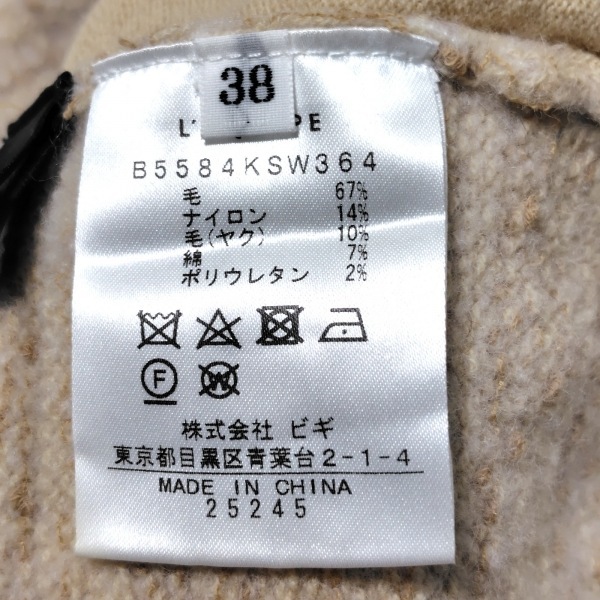 38
B5584KSW364
毛 67%
ナイロン 14%
毛(ヤク) 10%
綿 7%
ポリウレタン 2%
F W
株式会社 ビギ
東京都目黒区青葉台2-1-4
MADE IN CHINA
25245